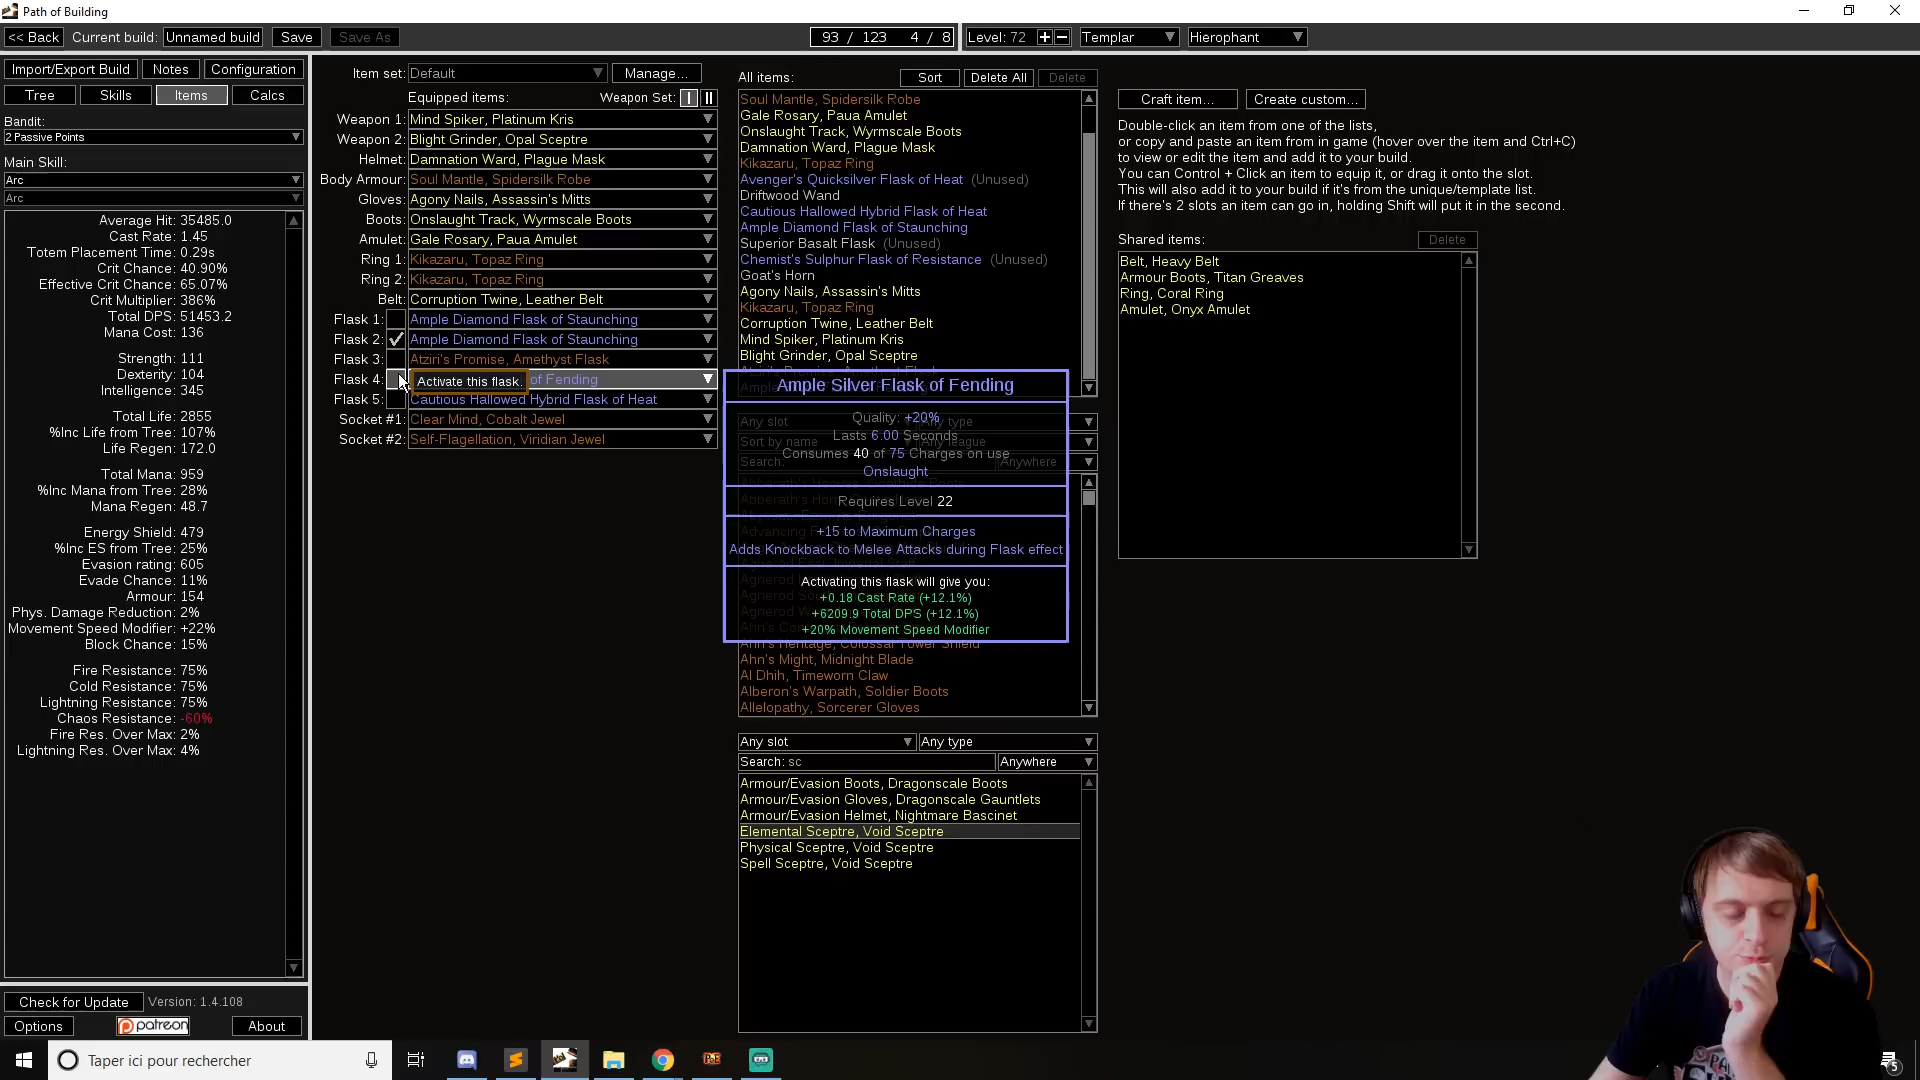 Path of Building
<< Back Current build: Unnamed build Save Save As 93 / 123 4 / 8 Level: 72 + - Templar Hierophant
Import/Export Build Notes Configuration
Tree Skills Items Calcs
Bandit:
2 Passive Points
Main Skill:
Arc
Arc
Average Hit: 35485.0
Cast Rate: 1.45
Totem Placement Time: 0.29s
Crit Chance: 40.90%
Effective Crit Chance: 65.07%
Crit Multiplier: 386%
Total DPS: 51453.2
Mana Cost: 136
Strength: 111
Dexterity: 104
Intelligence: 345
Total Life: 2855
%Inc Life from Tree: 107%
Life Regen: 172.0
Total Mana: 959
%Inc Mana from Tree: 28%
Mana Regen: 48.7
Energy Shield: 479
%Inc ES from Tree: 25%
Evasion rating: 605
Evade Chance: 11%
Armour: 154
Phys. Damage Reduction: 2%
Movement Speed Modifier: +22%
Block Chance: 15%
Fire Resistance: 75%
Cold Resistance: 75%
Lightning Resistance: 75%
Chaos Resistance: -60%
Fire Res. Over Max: 2%
Lightning Res. Over Max: 4%
Check for Update Version: 1.4.108
Options patreon About
Item set: Default Manage...
Equipped items: Weapon Set: I II
Weapon 1: Mind Spiker, Platinum Kris
Weapon 2: Blight Grinder, Opal Sceptre
Helmet: Damnation Ward, Plague Mask
Body Armour: Soul Mantle, Spidersilk Robe
Gloves: Agony Nails, Assassin's Mitts
Boots: Onslaught Track, Wyrmscale Boots
Amulet: Gale Rosary, Paua Amulet
Ring 1: Kikazaru, Topaz Ring
Ring 2: Kikazaru, Topaz Ring
Belt: Corruption Twine, Leather Belt
Flask 1: Ample Diamond Flask of Staunching
Flask 2: Ample Diamond Flask of Staunching
Flask 3: Atziri's Promise, Amethyst Flask
Flask 4: Activate this flask. of Fending
Flask 5: Cautious Hallowed Hybrid Flask of Heat
Socket #1: Clear Mind, Cobalt Jewel
Socket #2: Self-Flagellation, Viridian Jewel
All items: Sort Delete All Delete
Soul Mantle, Spidersilk Robe
Gale Rosary, Paua Amulet
Onslaught Track, Wyrmscale Boots
Damnation Ward, Plague Mask
Kikazaru, Topaz Ring
Avenger's Quicksilver Flask of Heat (Unused)
Driftwood Wand
Cautious Hallowed Hybrid Flask of Heat
Ample Diamond Flask of Staunching
Superior Basalt Flask (Unused)
Chemist's Sulphur Flask of Resistance (Unused)
Goat's Horn
Agony Nails, Assassin's Mitts
Kikazaru, Topaz Ring
Corruption Twine, Leather Belt
Mind Spiker, Platinum Kris
Blight Grinder, Opal Sceptre
Ample Silver Flask of Fending
Quality: +20%
Lasts 6.00 Seconds
Consumes 40 of 75 Charges on use
Onslaught
Requires Level 22
+15 to Maximum Charges
Adds Knockback to Melee Attacks during Flask effect
Activating this flask will give you:
+0.18 Cast Rate (+12.1%)
+6209.9 Total DPS (+12.1%)
+20% Movement Speed Modifier
Any slot Any type
Sort by name Any league
Search: Anywhere
Ahn's Heritage, Colossal Tower Shield
Ahn's Might, Midnight Blade
Al Dhih, Timeworn Claw
Alberon's Warpath, Soldier Boots
Allelopathy, Sorcerer Gloves
Any slot Any type
Search: sc Anywhere
Armour/Evasion Boots, Dragonscale Boots
Armour/Evasion Gloves, Dragonscale Gauntlets
Armour/Evasion Helmet, Nightmare Bascinet
Elemental Sceptre, Void Sceptre
Physical Sceptre, Void Sceptre
Spell Sceptre, Void Sceptre
Craft item... Create custom...
Double-click an item from one of the lists,
or copy and paste an item from in game (hover over the item and Ctrl+C)
to view or edit the item and add it to your build.
You can Control + Click an item to equip it, or drag it onto the slot.
This will also add it to your build if it's from the unique/template list.
If there's 2 slots an item can go in, holding Shift will put it in the second.
Shared items: Delete
Belt, Heavy Belt
Armour Boots, Titan Greaves
Ring, Coral Ring
Amulet, Onyx Amulet
Taper ici pour rechercher
PoE
5